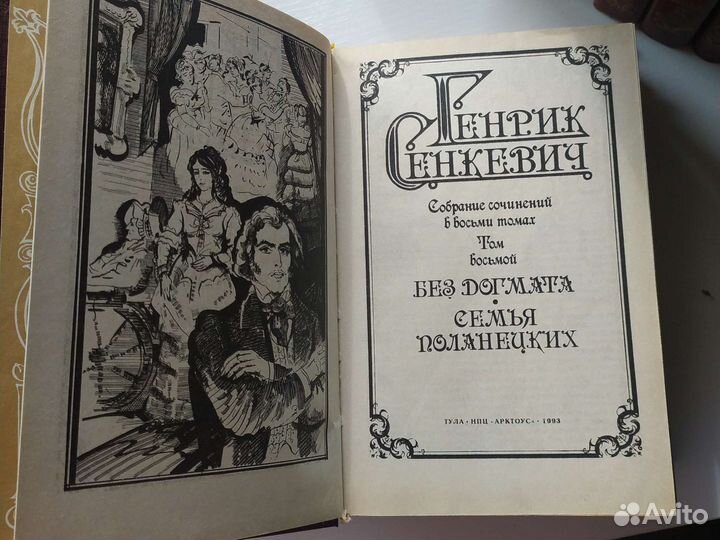 Генрик
Сенкевич
Собрание сочинений
в восьми томах
Том
восьмой
БЕЗ ДОГМАТА
•
СЕМЬЯ
ПОЛАНЕЦКИХ
ТУЛА • НПЦ «АРКТОУС» • 1993
Avito